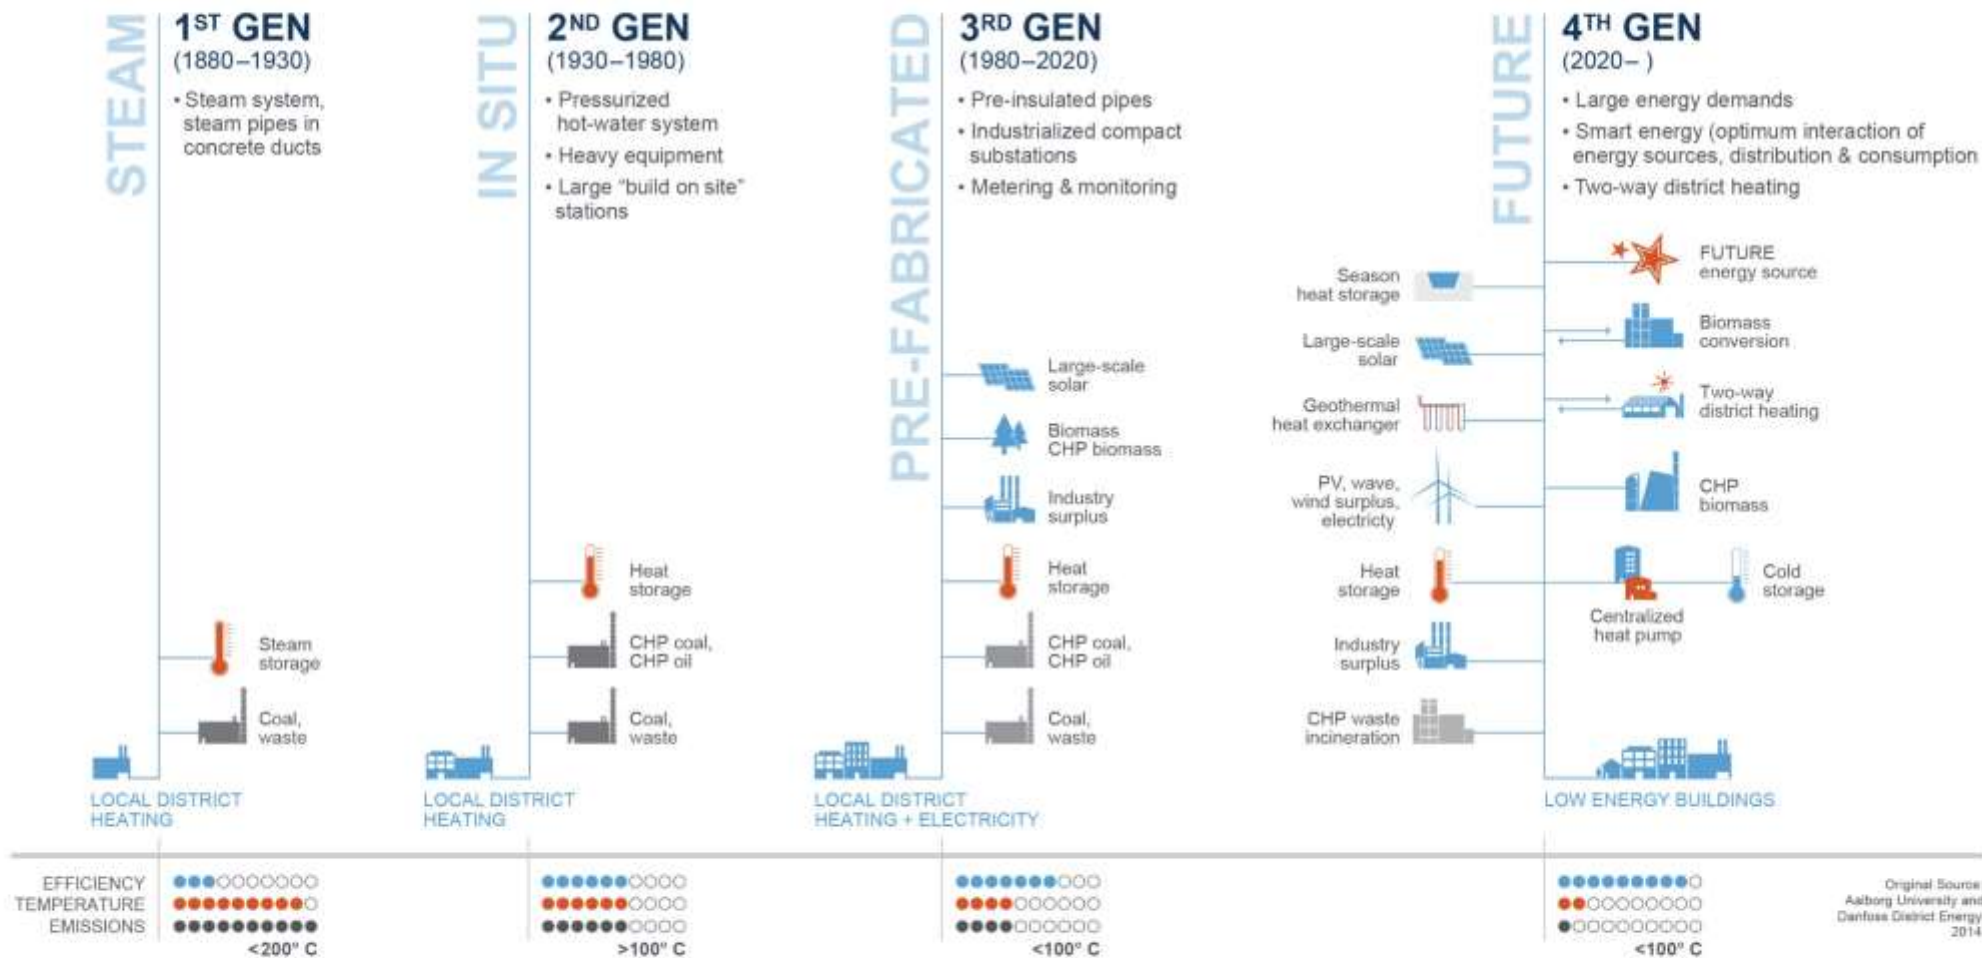 STEAM
1ST GEN
(1880–1930)
• Steam system,
steam pipes in
concrete ducts
Steam
storage
Coal,
waste
LOCAL DISTRICT
HEATING
IN SITU
2ND GEN
(1930–1980)
• Pressurized
hot-water system
• Heavy equipment
• Large "build on site"
stations
Heat
storage
CHP coal,
CHP oil
Coal,
waste
LOCAL DISTRICT
HEATING
PRE-FABRICATED
3RD GEN
(1980–2020)
• Pre-insulated pipes
• Industrialized compact
substations
• Metering & monitoring
Large-scale
solar
Biomass
CHP biomass
Industry
surplus
Heat
storage
CHP coal,
CHP oil
Coal,
waste
LOCAL DISTRICT
HEATING + ELECTRICITY
FUTURE
4TH GEN
(2020– )
• Large energy demands
• Smart energy (optimum interaction of
energy sources, distribution & consumption
• Two-way district heating
Season
heat storage
Large-scale
solar
Geothermal
heat exchanger
PV, wave,
wind surplus,
electricty
Heat
storage
Industry
surplus
CHP waste
incineration
FUTURE
energy source
Biomass
conversion
Two-way
district heating
CHP
biomass
Cold
storage
Centralized
heat pump
LOW ENERGY BUILDINGS
EFFICIENCY
TEMPERATURE
EMISSIONS
<200° C
>100° C
<100° C
<100° C
Original Source
Aalborg University and
Danfoss District Energy
2014